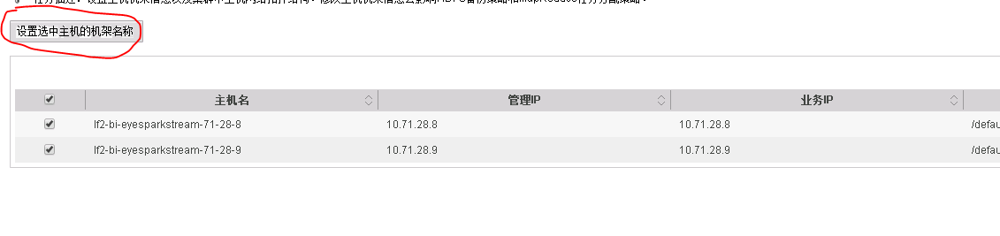 设置选中主机的机架名称
主机名 管理IP 业务IP
lf2-bi-eyesparkstream-71-28-8 10.71.28.8 10.71.28.8 /defau
lf2-bi-eyesparkstream-71-28-9 10.71.28.9 10.71.28.9 /defau